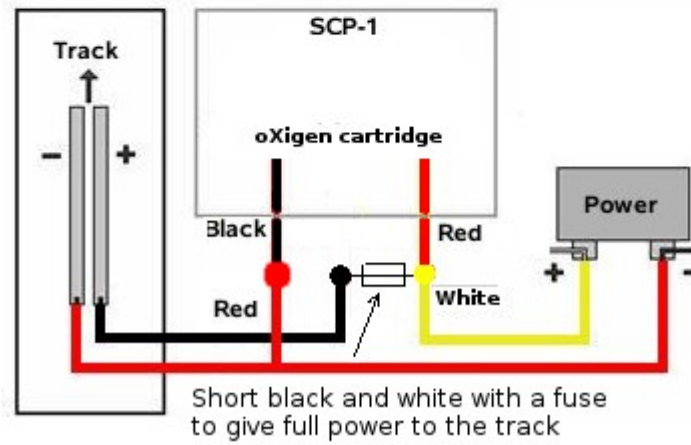 SCP-1
Track
oXigen cartridge
- +
Black
Red
Power
+ -
Red
White
Short black and white with a fuse
to give full power to the track